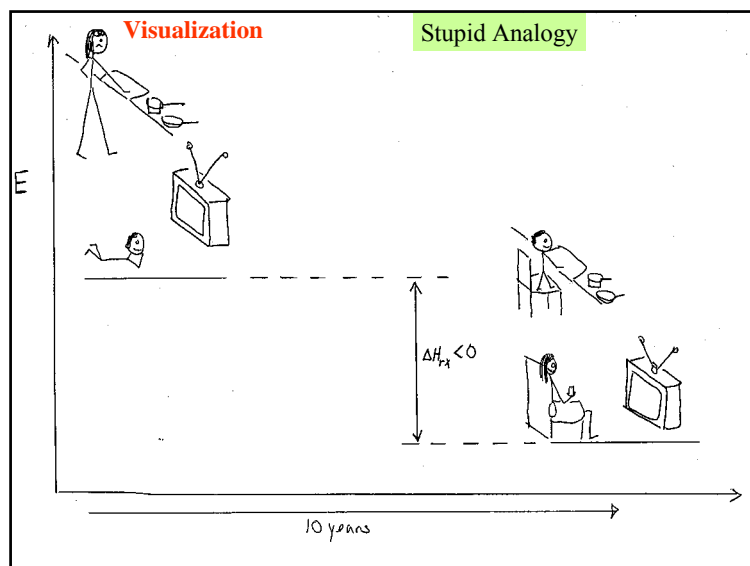 Visualization
Stupid Analogy
E
ΔHrx<0
10 years